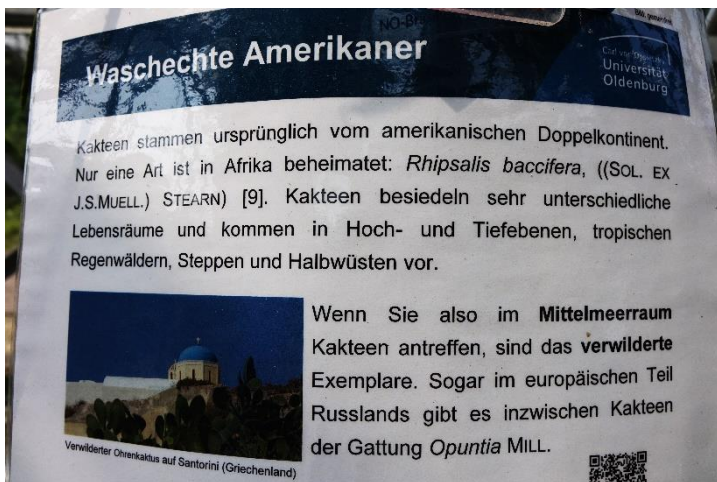 Waschechte Amerikaner
Carl von Ossietzky
Universität
Oldenburg
Kakteen stammen ursprünglich vom amerikanischen Doppelkontinent.
Nur eine Art ist in Afrika beheimatet: Rhipsalis baccifera, ((SOL. EX
J.S.MUELL.) STEARN) [9]. Kakteen besiedeln sehr unterschiedliche
Lebensräume und kommen in Hoch- und Tiefebenen, tropischen
Regenwäldern, Steppen und Halbwüsten vor.
Wenn Sie also im Mittelmeerraum
Kakteen antreffen, sind das verwilderte
Exemplare. Sogar im europäischen Teil
Russlands gibt es inzwischen Kakteen
der Gattung Opuntia MILL.
Verwilderter Ohrenkaktus auf Santorini (Griechenland)